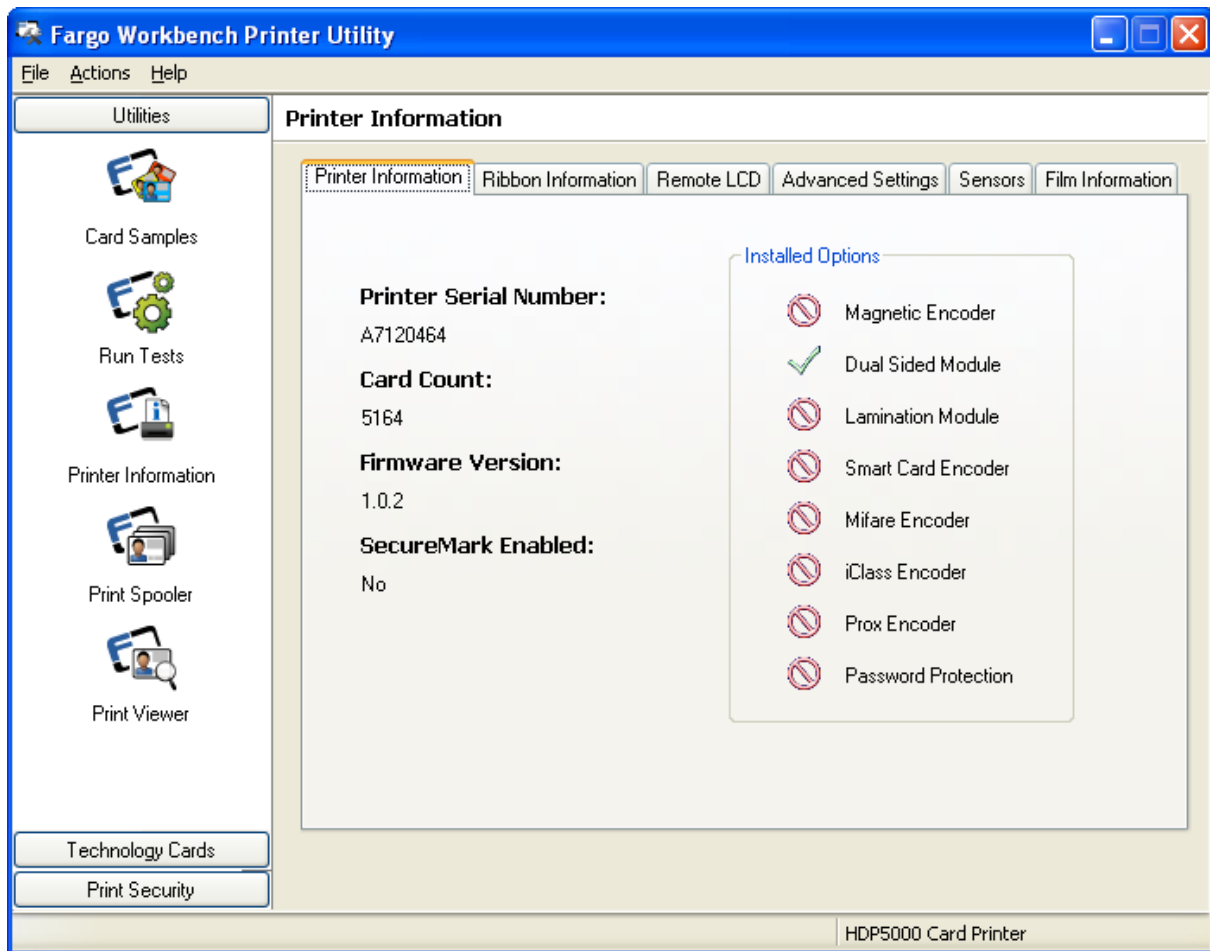 Fargo Workbench Printer Utility
File Actions Help
Utilities
Card Samples
Run Tests
Printer Information
Print Spooler
Print Viewer
Technology Cards
Print Security
Printer Information
Printer Information Ribbon Information Remote LCD Advanced Settings Sensors Film Information
Printer Serial Number:
A7120464
Card Count:
5164
Firmware Version:
1.0.2
SecureMark Enabled:
No
Installed Options
Magnetic Encoder
Dual Sided Module
Lamination Module
Smart Card Encoder
Mifare Encoder
iClass Encoder
Prox Encoder
Password Protection
HDP5000 Card Printer